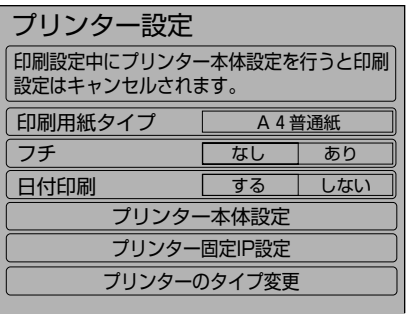 プリンター設定
印刷設定中にプリンター本体設定を行うと印刷
設定はキャンセルされます。
印刷用紙タイプ A4普通紙
フチ なし あり
日付印刷 する しない
プリンター本体設定
プリンター固定IP設定
プリンターのタイプ変更